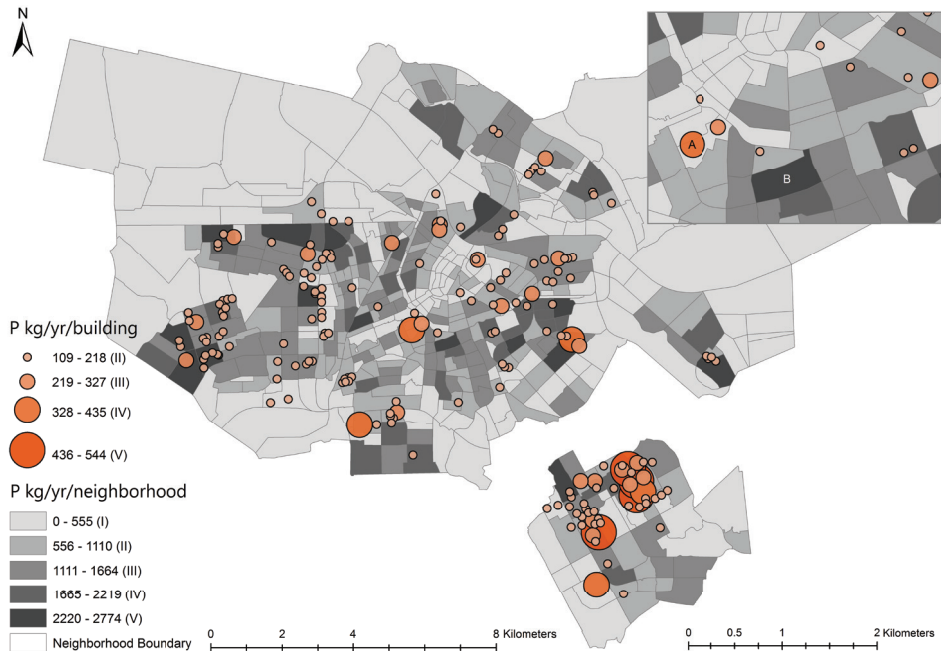 N
A
B
P kg/yr/building
109 - 218 (II)
219 - 327 (III)
328 - 435 (IV)
436 - 544 (V)
P kg/yr/neighborhood
0 - 555 (I)
556 - 1110 (II)
1111 - 1664 (III)
1665 - 2219 (IV)
2220 - 2774 (V)
Neighborhood Boundary
0 2 4 8 Kilometers
0 0.5 1 2 Kilometers